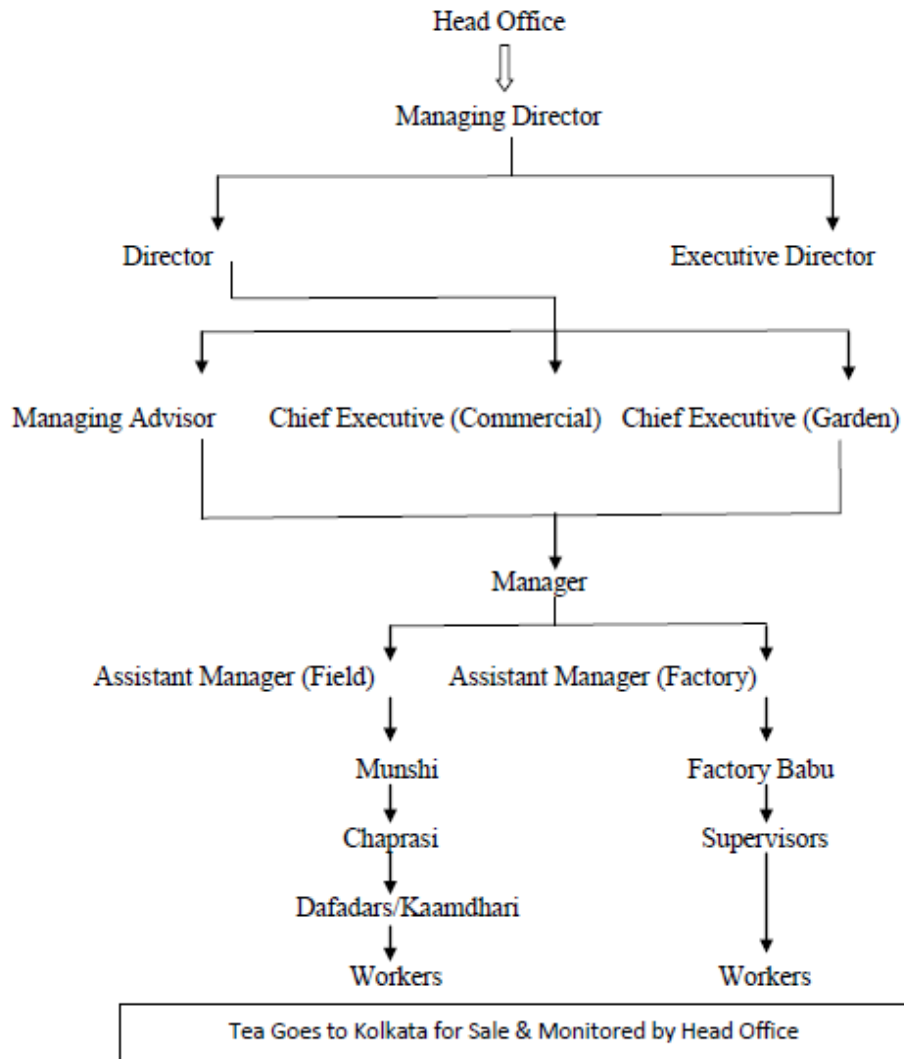 Head Office
Managing Director
Director
Executive Director
Managing Advisor
Chief Executive (Commercial)
Chief Executive (Garden)
Manager
Assistant Manager (Field)
Assistant Manager (Factory)
Munshi
Factory Babu
Chaprasi
Supervisors
Dafadars/Kaamdhari
Workers
Workers
Tea Goes to Kolkata for Sale & Monitored by Head Office